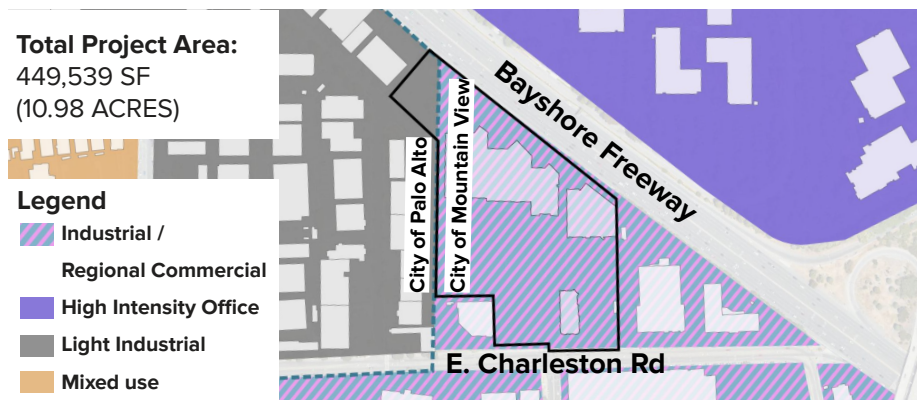 Total Project Area:
449,539 SF
(10.98 ACRES)
Legend
Industrial /
Regional Commercial
High Intensity Office
Light Industrial
Mixed use
City of Palo Alto
City of Mountain View
Bayshore Freeway
E. Charleston Rd